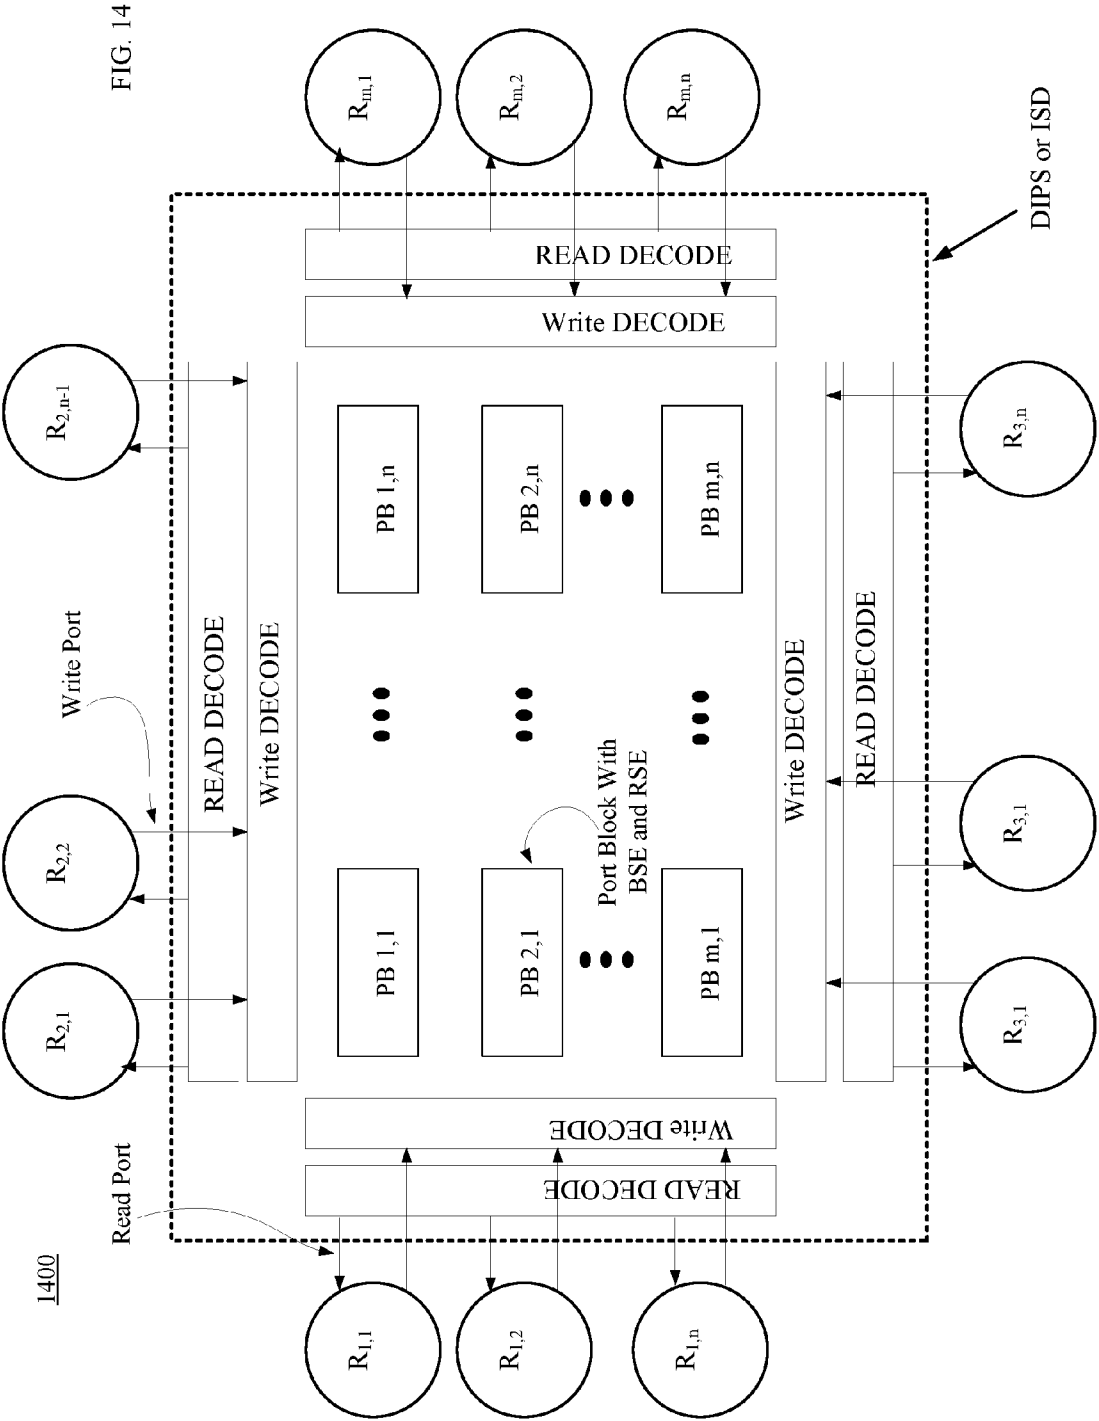 FIG. 14
1400
R2,1
R2,2
R2,n-1
Read Port
Write Port
READ DECODE
Write DECODE
R1,1
R1,2
R1,n
READ DECODE
Write DECODE
PB 1,1
PB 1,n
PB 2,1
PB 2,n
Port Block With
BSE and RSE
PB m,1
PB m,n
Write DECODE
READ DECODE
Rm,1
Rm,2
Rm,n
Write DECODE
READ DECODE
R3,1
R3,1
R3,n
DIPS or ISD